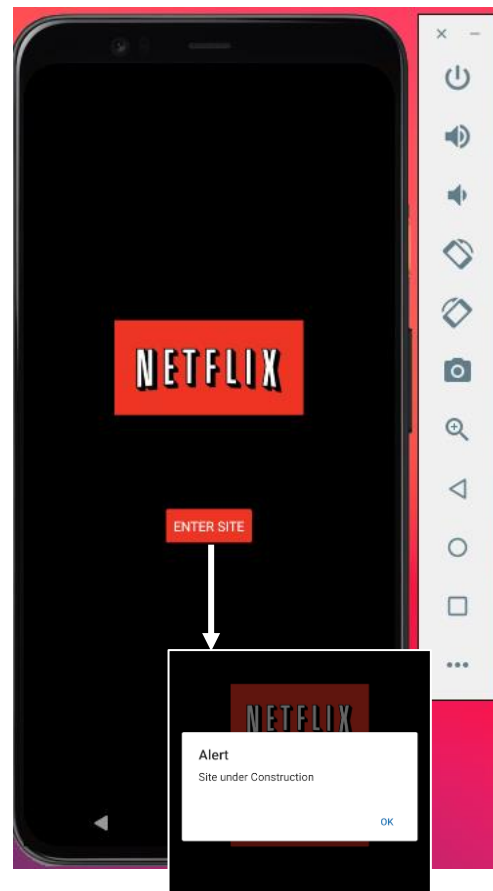 NETFLIX
ENTER SITE
NETFLIX
Alert
Site under Construction
OK